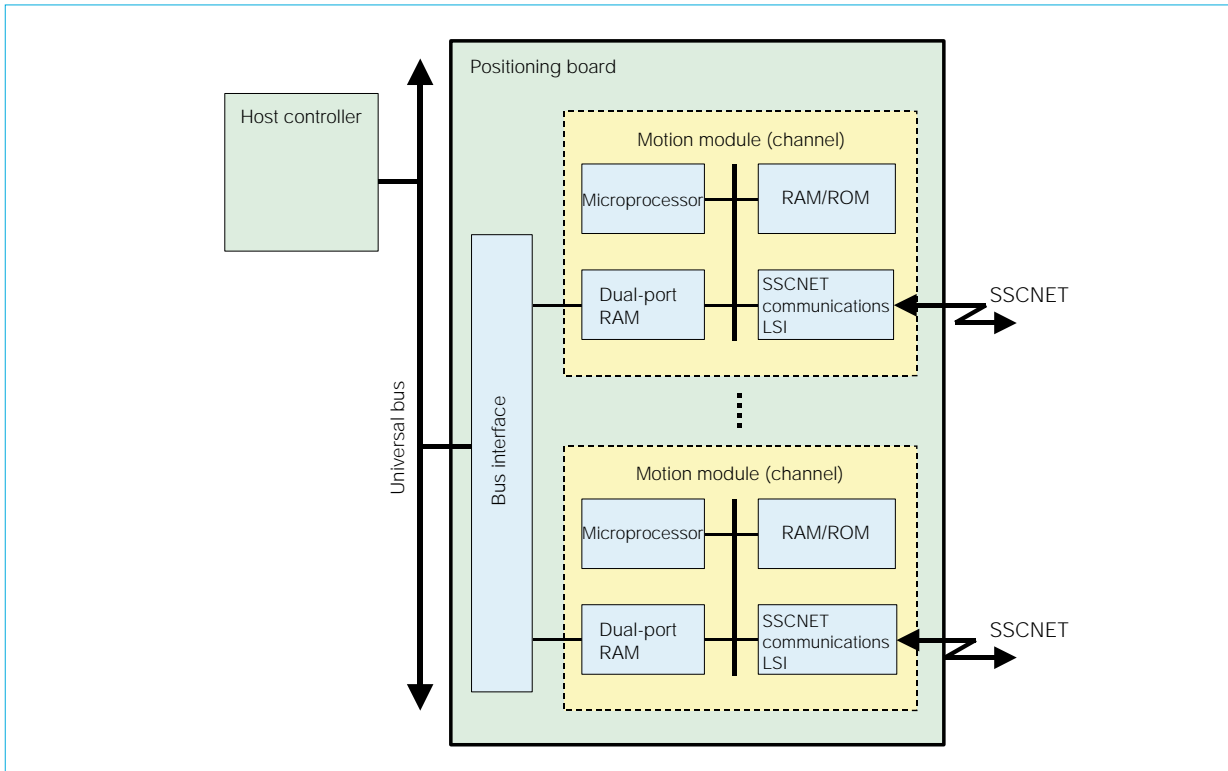 Positioning board
Host controller
Motion module (channel)
Microprocessor
RAM/ROM
Dual-port
RAM
SSCNET
communications
LSI
SSCNET
Universal bus
Bus interface
Motion module (channel)
Microprocessor
RAM/ROM
Dual-port
RAM
SSCNET
communications
LSI
SSCNET